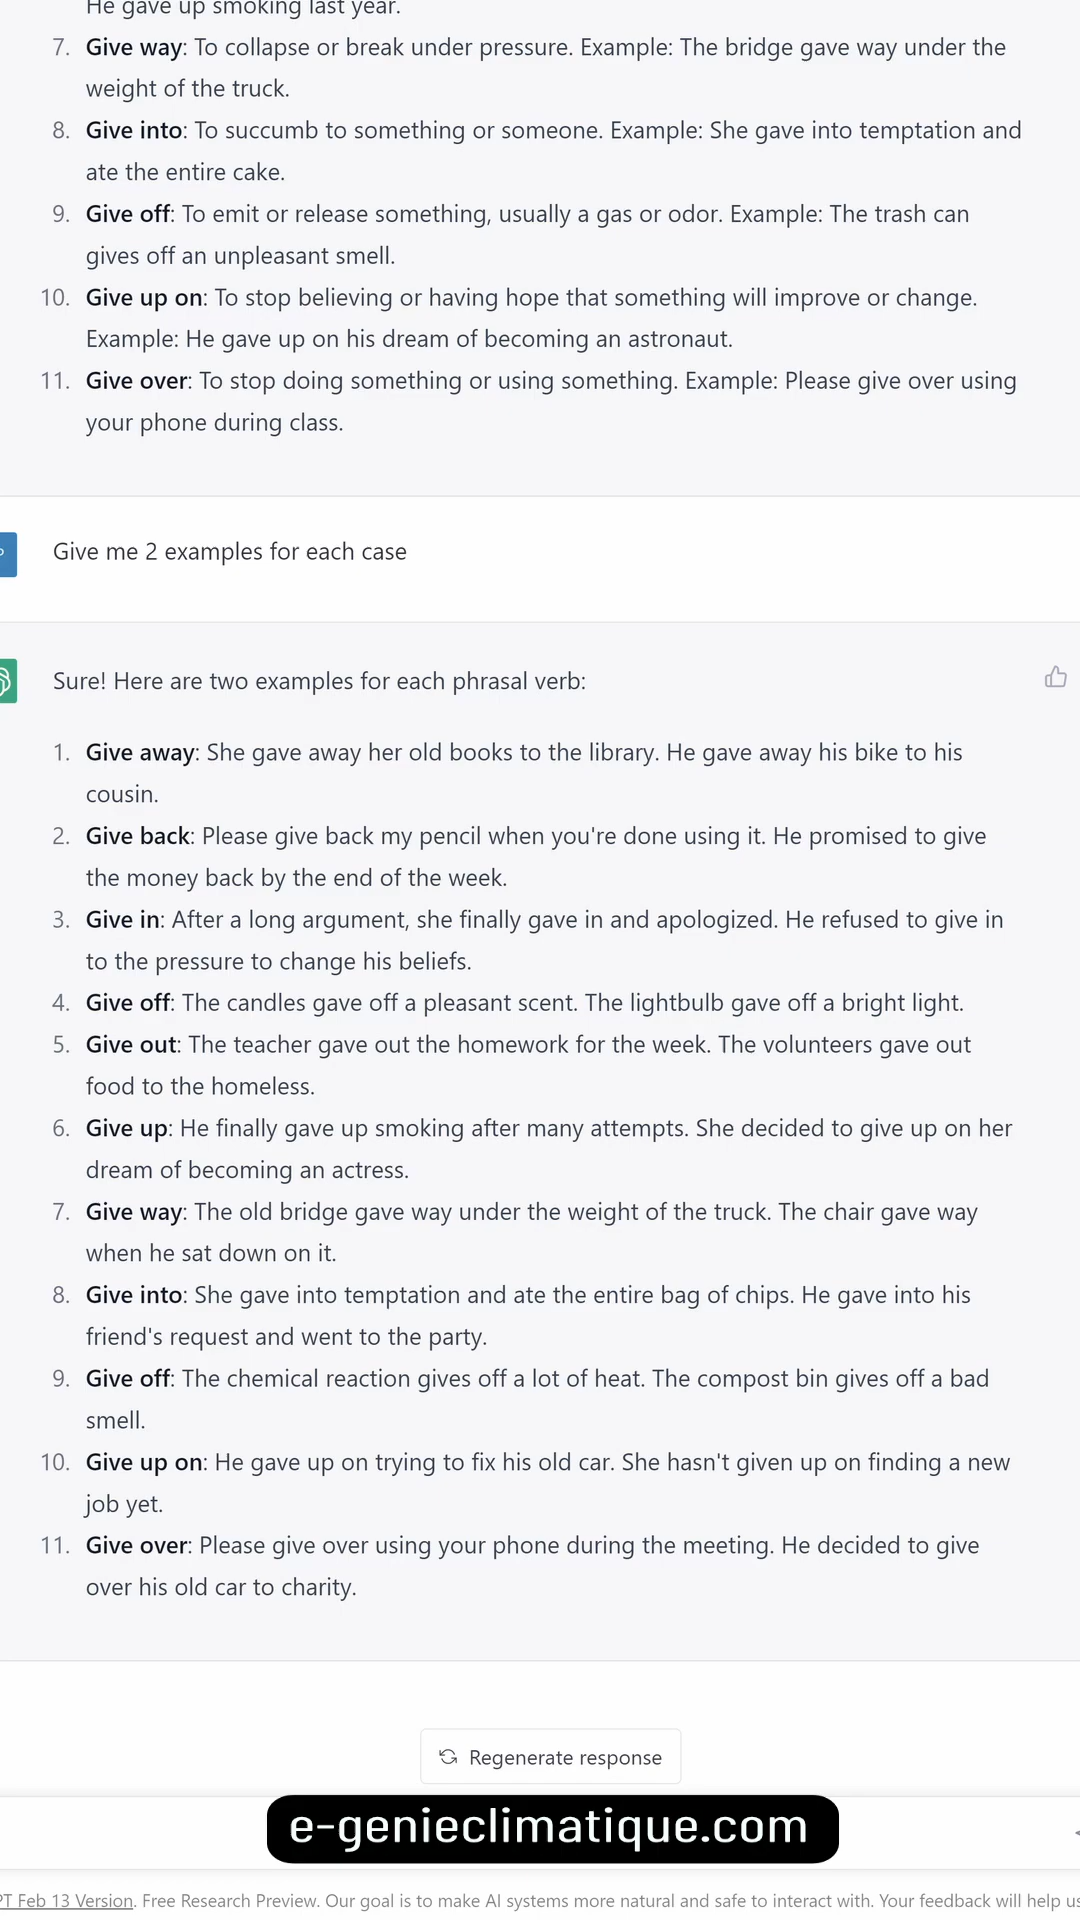 He gave up smoking last year.
7. Give way: To collapse or break under pressure. Example: The bridge gave way under the
weight of the truck.
8. Give into: To succumb to something or someone. Example: She gave into temptation and
ate the entire cake.
9. Give off: To emit or release something, usually a gas or odor. Example: The trash can
gives off an unpleasant smell.
10. Give up on: To stop believing or having hope that something will improve or change.
Example: He gave up on his dream of becoming an astronaut.
11. Give over: To stop doing something or using something. Example: Please give over using
your phone during class.
Give me 2 examples for each case
Sure! Here are two examples for each phrasal verb:
1. Give away: She gave away her old books to the library. He gave away his bike to his
cousin.
2. Give back: Please give back my pencil when you're done using it. He promised to give
the money back by the end of the week.
3. Give in: After a long argument, she finally gave in and apologized. He refused to give in
to the pressure to change his beliefs.
4. Give off: The candles gave off a pleasant scent. The lightbulb gave off a bright light.
5. Give out: The teacher gave out the homework for the week. The volunteers gave out
food to the homeless.
6. Give up: He finally gave up smoking after many attempts. She decided to give up on her
dream of becoming an actress.
7. Give way: The old bridge gave way under the weight of the truck. The chair gave way
when he sat down on it.
8. Give into: She gave into temptation and ate the entire bag of chips. He gave into his
friend's request and went to the party.
9. Give off: The chemical reaction gives off a lot of heat. The compost bin gives off a bad
smell.
10. Give up on: He gave up on trying to fix his old car. She hasn't given up on finding a new
job yet.
11. Give over: Please give over using your phone during the meeting. He decided to give
over his old car to charity.
Regenerate response
e-genieclimatique.com
PT Feb 13 Version. Free Research Preview. Our goal is to make AI systems more natural and safe to interact with. Your feedback will help us